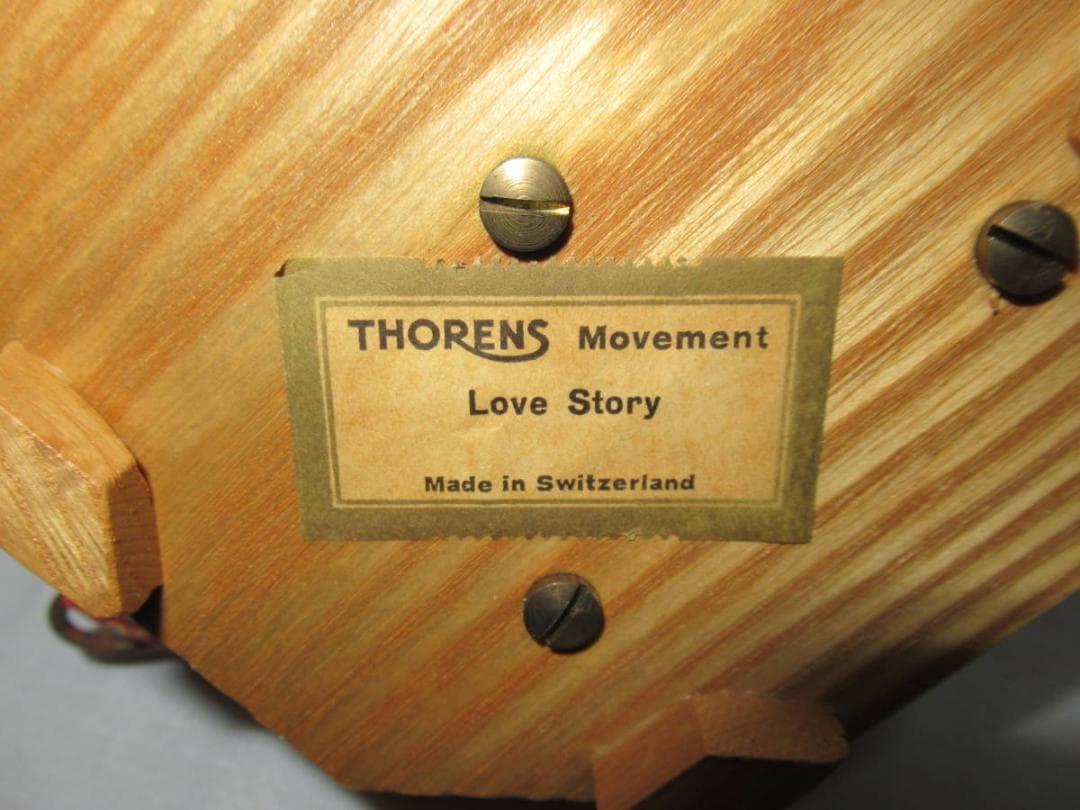 THORENS Movement
Love Story
Made in Switzerland